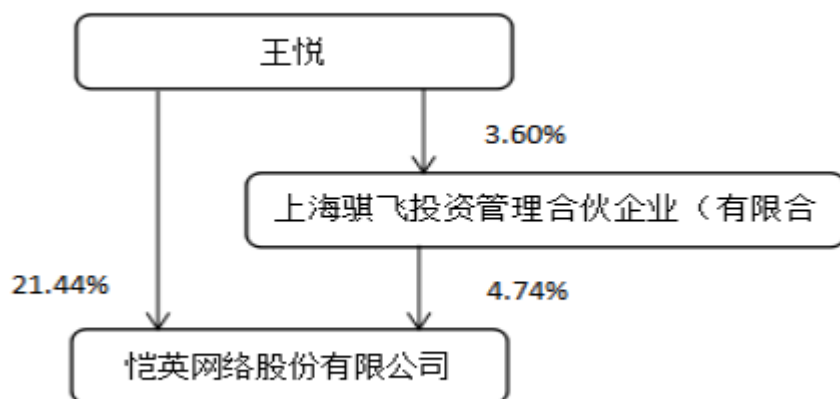 王悦
3.60%
上海骐飞投资管理合伙企业（有限合
21.44%
4.74%
恺英网络股份有限公司